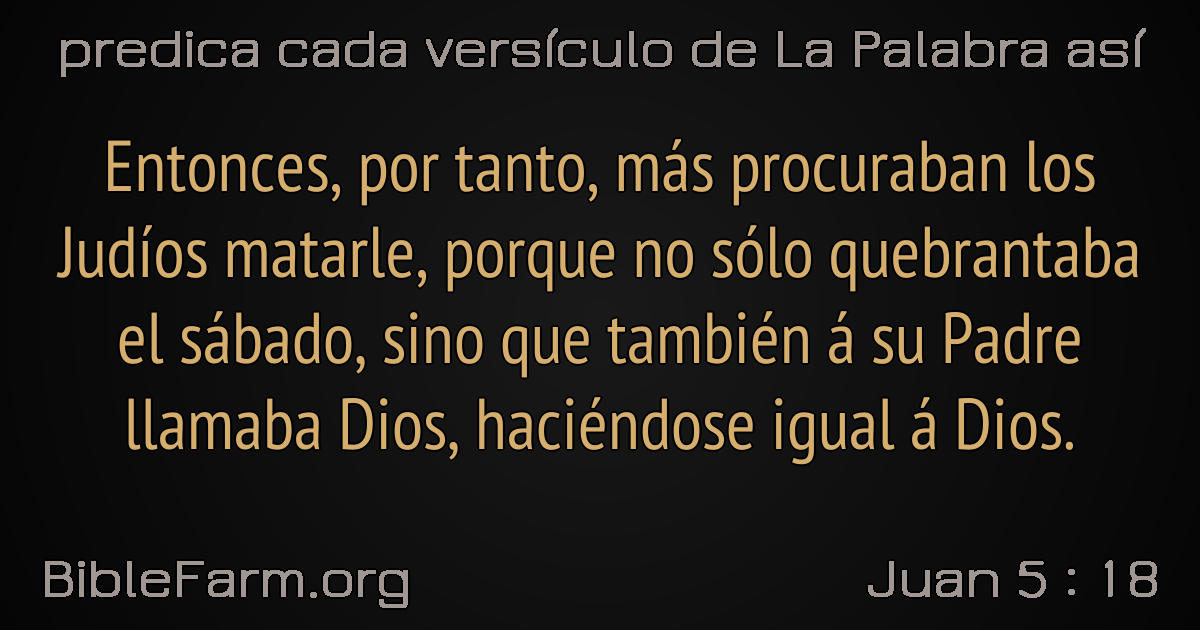 predica cada versículo de La Palabra así
Entonces, por tanto, más procuraban los
Judíos matarle, porque no sólo quebrantaba
el sábado, sino que también á su Padre
llamaba Dios, haciéndose igual á Dios.
BibleFarm.org
Juan 5 : 18